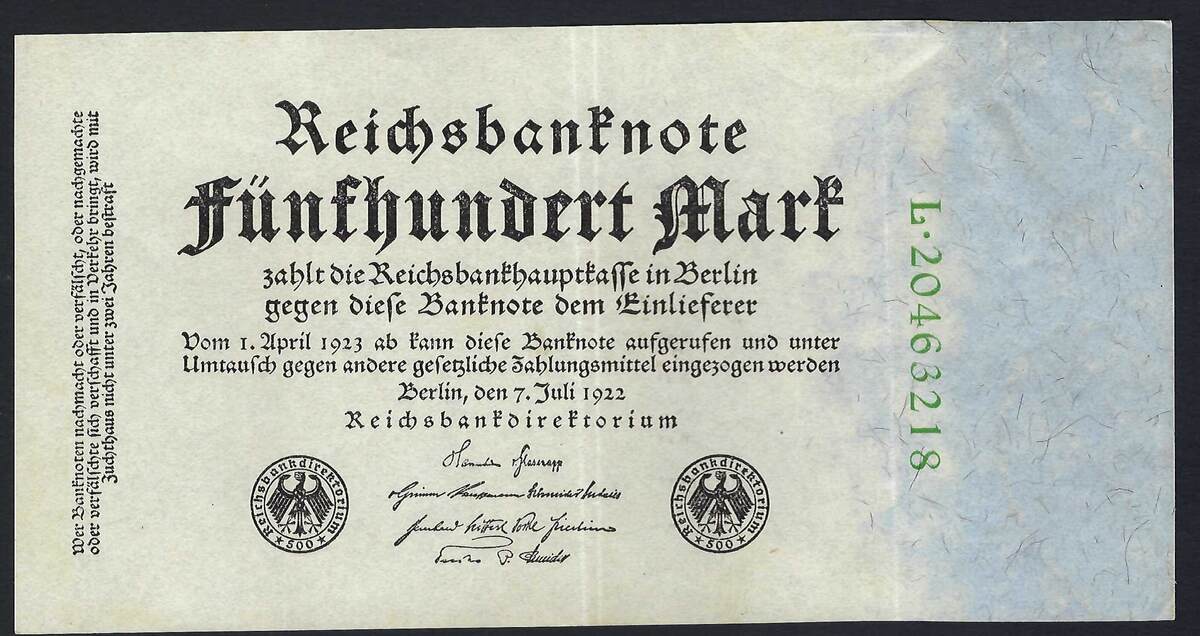 Reichsbanknote
Fünfhundert Mark
zahlt die Reichsbankhauptkasse in Berlin
gegen diese Banknote dem Einlieferer
Vom 1. April 1923 ab kann diese Banknote aufgerufen und unter
Umtausch gegen andere gesetzliche Zahlungsmittel eingezogen werden
Berlin, den 7. Juli 1922
Reichsbankdirektorium
Reichsbankdirektorium
* 500 *
Reichsbankdirektorium
* 500 *
Wer Banknoten nachmacht oder verfälscht, oder nachgemachte
oder verfälschte sich verschafft und in Verkehr bringt, wird mit
Zuchthaus nicht unter zwei Jahren bestraft
L·20463218